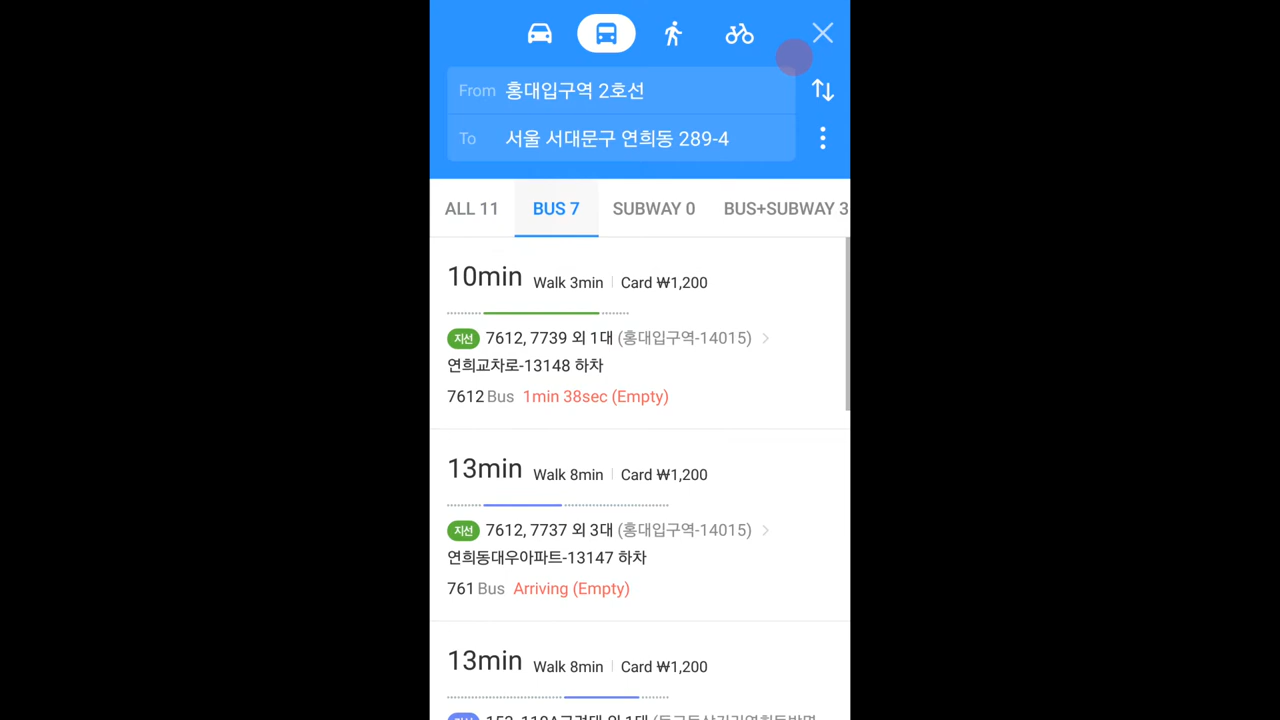 From 홍대입구역 2호선
To 서울 서대문구 연희동 289-4
ALL 11 BUS 7 SUBWAY 0 BUS+SUBWAY 3
10min Walk 3min Card ₩1,200
지선 7612, 7739 외 1대 (홍대입구역-14015)
연희교차로-13148 하차
7612 Bus 1min 38sec (Empty)
13min Walk 8min Card ₩1,200
지선 7612, 7737 외 3대 (홍대입구역-14015)
연희동대우아파트-13147 하차
761 Bus Arriving (Empty)
13min Walk 8min Card ₩1,200